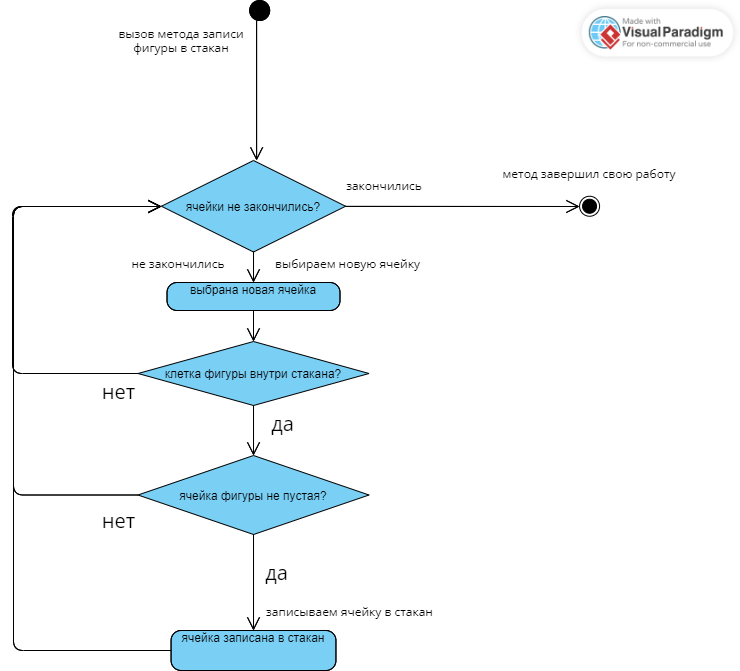 вызов метода записи
фигуры в стакан
Made with
Visual Paradigm
For non-commercial use
закончились
метод завершил свою работу
ячейки не закончились?
не закончились
выбираем новую ячейку
выбрана новая ячейка
клетка фигуры внутри стакана?
нет
да
ячейка фигуры не пустая?
нет
да
записываем ячейку в стакан
ячейка записана в стакан